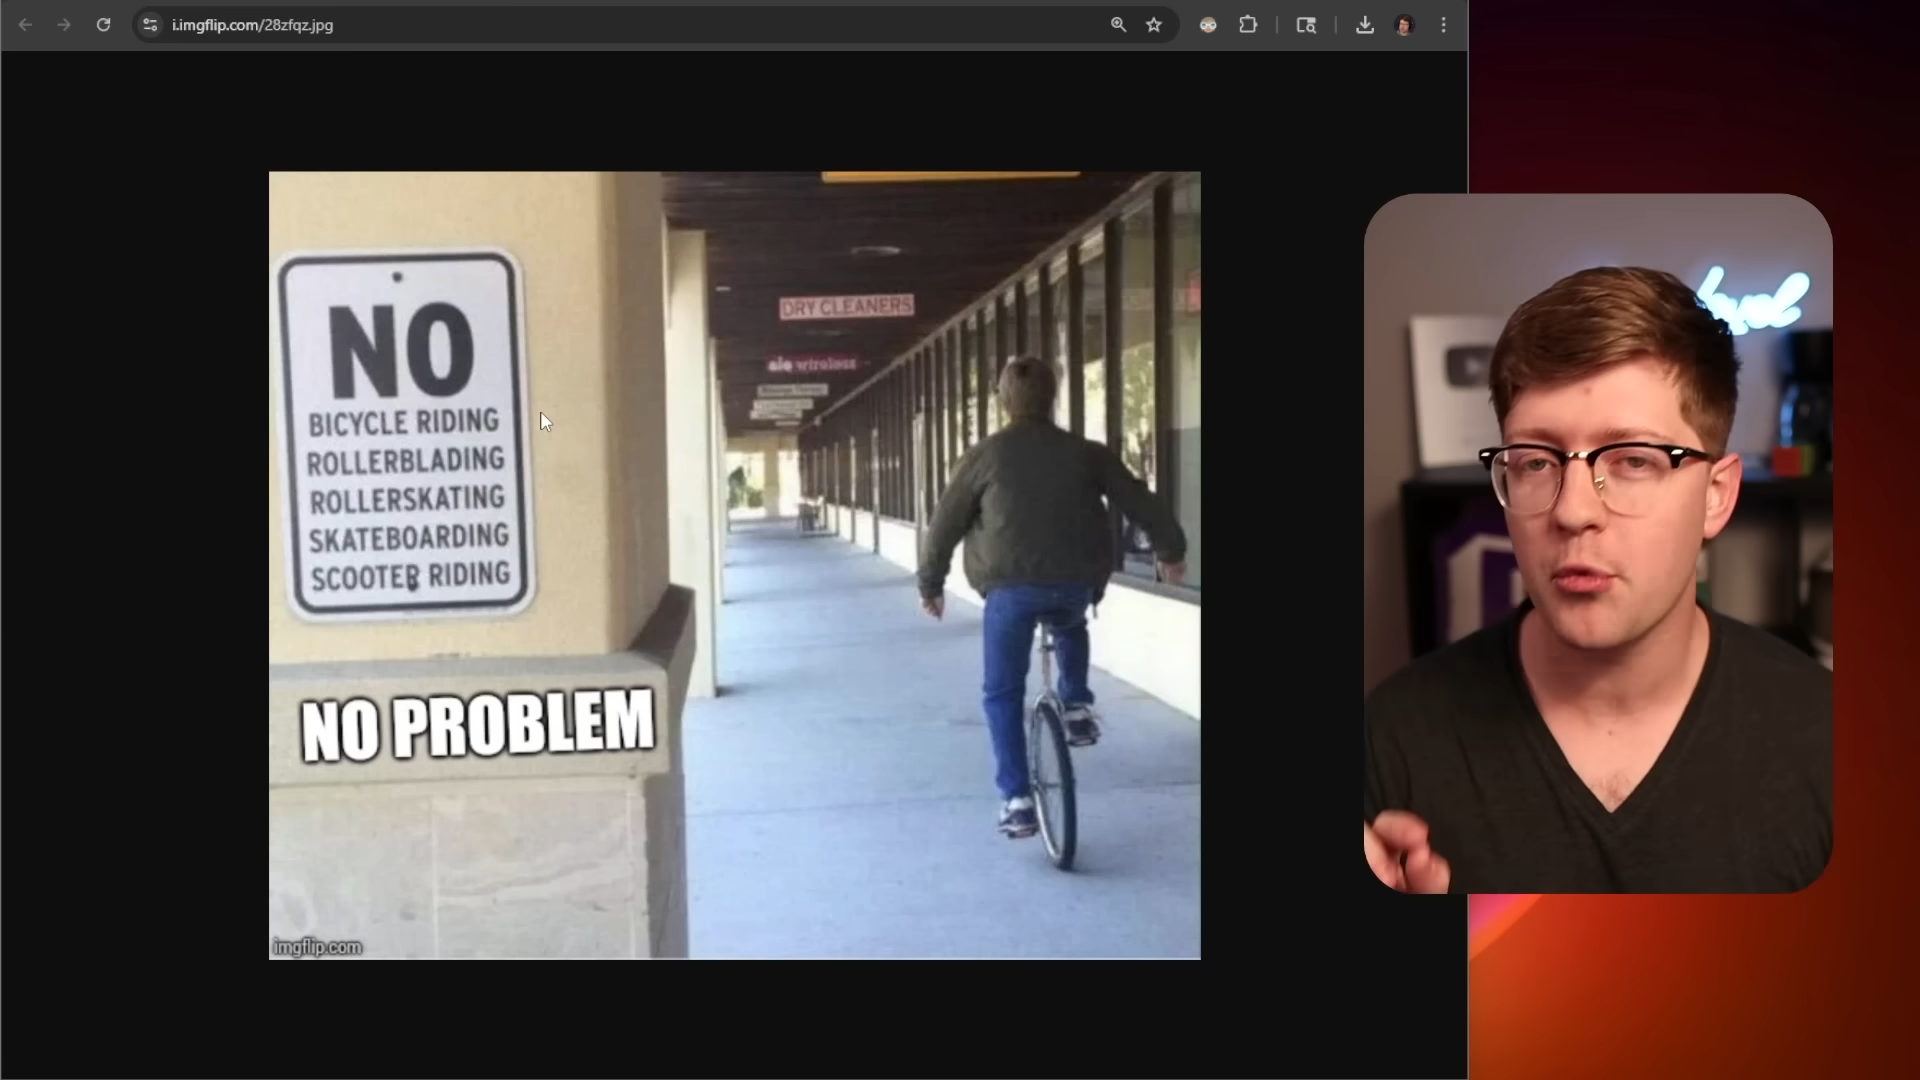 i.imgflip.com/28zfqz.jpg
DRY CLEANERS
NO
BICYCLE RIDING
ROLLERBLADING
ROLLERSKATING
SKATEBOARDING
SCOOTER RIDING
NO PROBLEM
imgflip.com